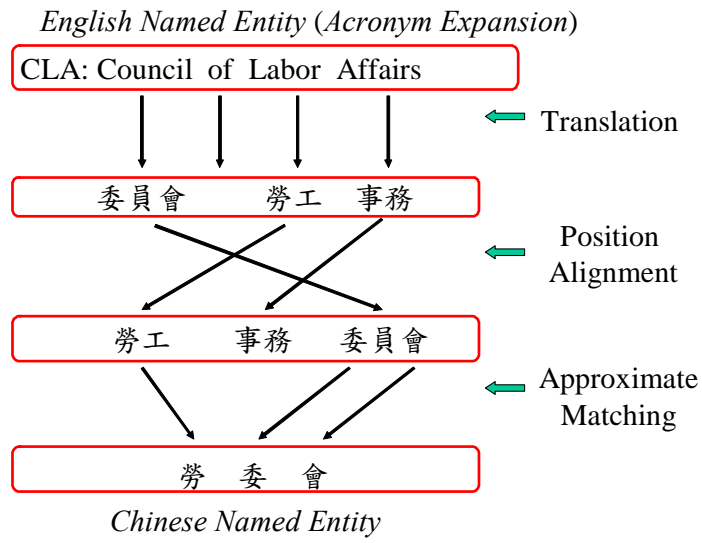 English Named Entity (Acronym Expansion)
CLA: Council of Labor Affairs
Translation
委員會 勞工 事務
Position
Alignment
勞工 事務 委員會
Approximate
Matching
勞 委 會
Chinese Named Entity